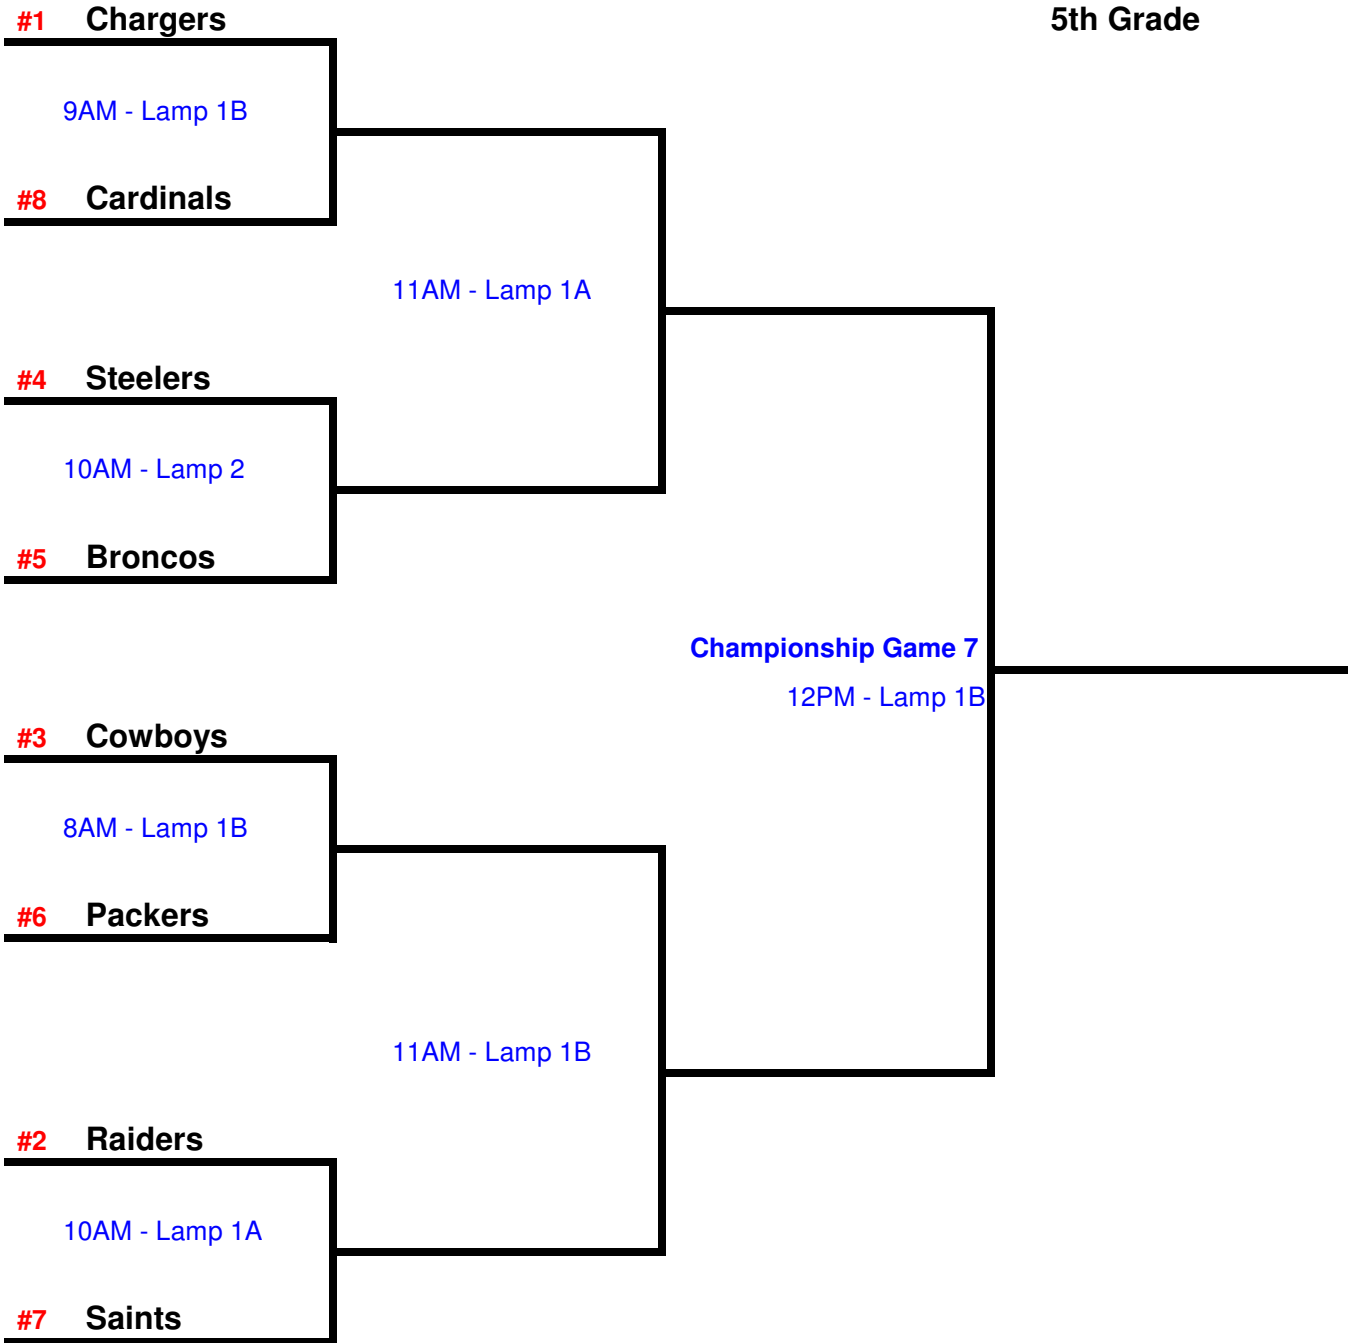 #1 Chargers
5th Grade
9AM - Lamp 1B
#8 Cardinals
11AM - Lamp 1A
#4 Steelers
10AM - Lamp 2
#5 Broncos
Championship Game 7
12PM - Lamp 1B
#3 Cowboys
8AM - Lamp 1B
#6 Packers
11AM - Lamp 1B
#2 Raiders
10AM - Lamp 1A
#7 Saints